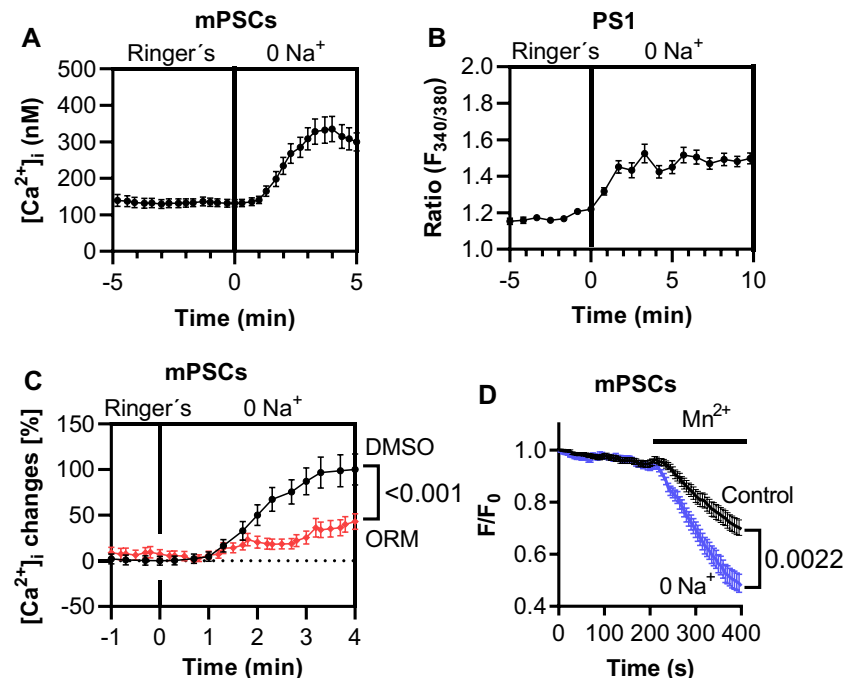 A
mPSCs
Ringer´s 0 Na⁺
[Ca²⁺]ᵢ (nM)
500
400
300
200
100
0
-5 0 5
Time (min)
B
PS1
Ringer´s 0 Na⁺
Ratio (F₃₄₀/₃₈₀)
2.0
1.8
1.6
1.4
1.2
1.0
-5 0 5 10
Time (min)
C
mPSCs
Ringer´s 0 Na⁺
[Ca²⁺]ᵢ changes [%]
150
100
50
0
-50
DMSO
<0.001
ORM
-1 0 1 2 3 4
Time (min)
D
mPSCs
Mn²⁺
F/F₀
1.0
0.8
0.6
0.4
Control
0.0022
0 Na⁺
0 100 200 300 400
Time (s)